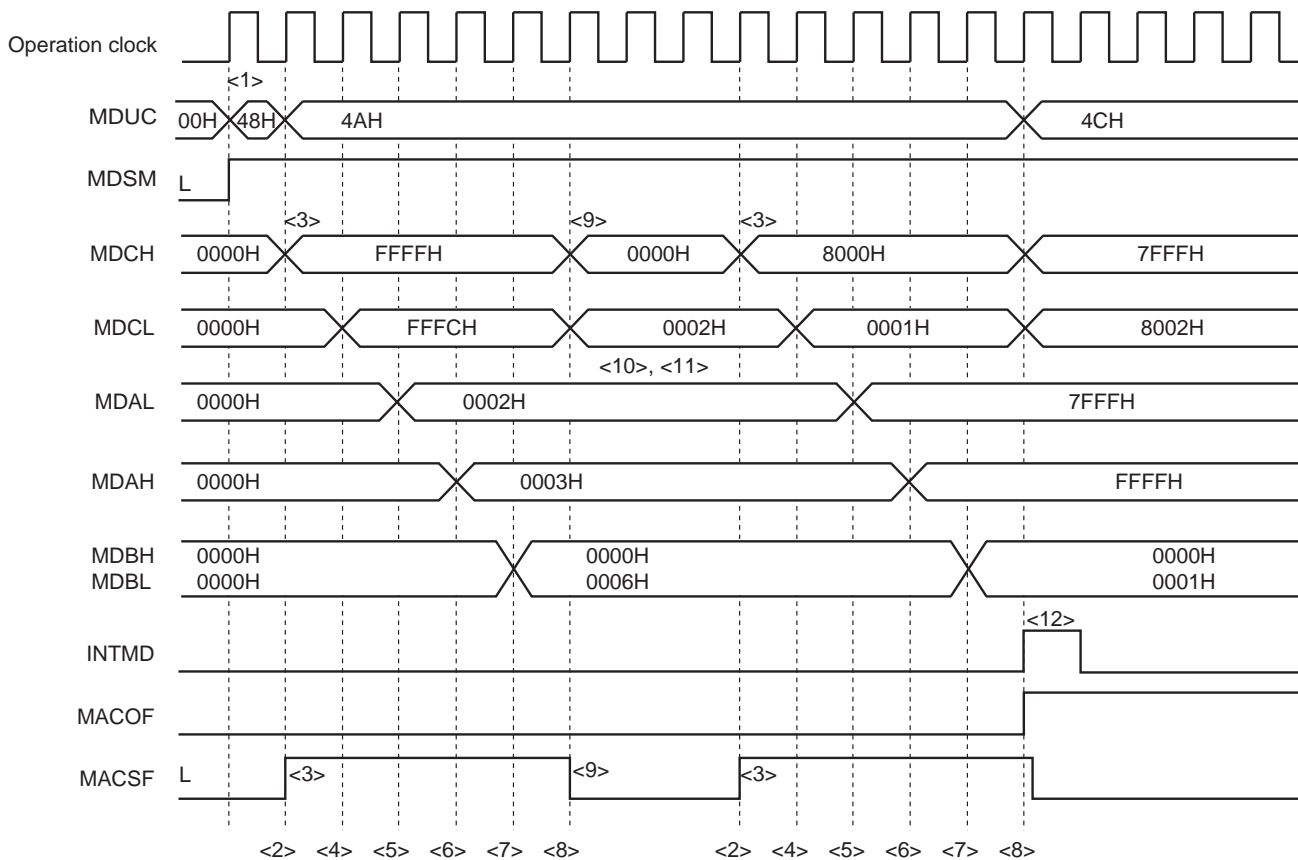 Operation clock
<1>
MDUC 00H 48H 4AH 4CH
MDSM L
<3> <9> <3>
MDCH 0000H FFFFH 0000H 8000H 7FFFH
MDCL 0000H FFFCH 0002H 0001H 8002H
<10>, <11>
MDAL 0000H 0002H 7FFFH
MDAH 0000H 0003H FFFFH
MDBH 0000H 0000H 0000H
MDBL 0000H 0006H 0001H
<12>
INTMD
MACOF
MACSF L <3> <9> <3>
<2> <4> <5> <6> <7> <8> <2> <4> <5> <6> <7> <8>